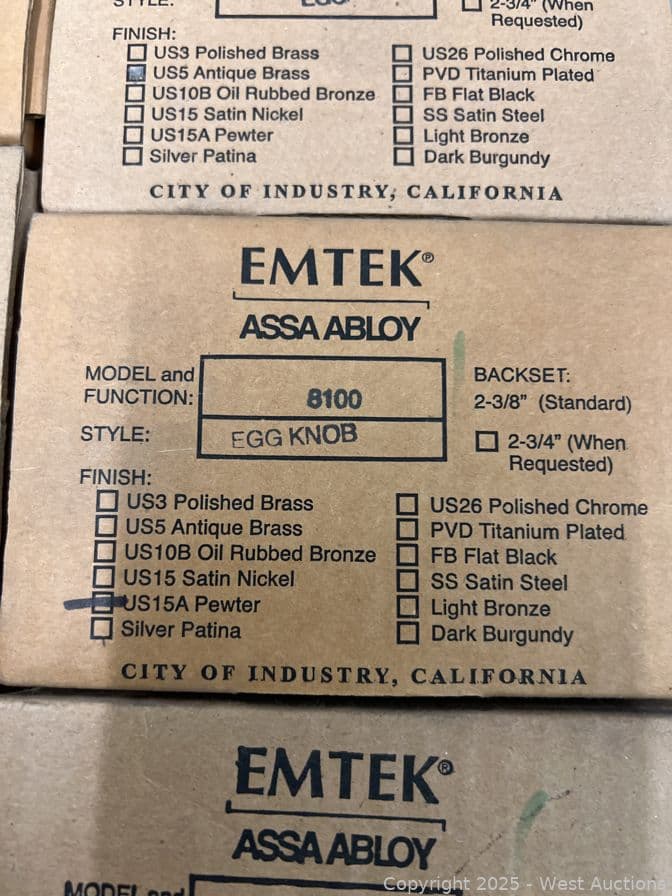 STYLE: EGG
2-3/4" (When
Requested)
FINISH:
US3 Polished Brass
US5 Antique Brass
US10B Oil Rubbed Bronze
US15 Satin Nickel
US15A Pewter
Silver Patina
US26 Polished Chrome
PVD Titanium Plated
FB Flat Black
SS Satin Steel
Light Bronze
Dark Burgundy
CITY OF INDUSTRY, CALIFORNIA
EMTEK®
ASSA ABLOY
MODEL and
FUNCTION: 8100
STYLE: EGG KNOB
BACKSET:
2-3/8" (Standard)
2-3/4" (When
Requested)
FINISH:
US3 Polished Brass
US5 Antique Brass
US10B Oil Rubbed Bronze
US15 Satin Nickel
US15A Pewter
Silver Patina
US26 Polished Chrome
PVD Titanium Plated
FB Flat Black
SS Satin Steel
Light Bronze
Dark Burgundy
CITY OF INDUSTRY, CALIFORNIA
EMTEK®
ASSA ABLOY
MODEL and
Copyright 2025 - West Auctions